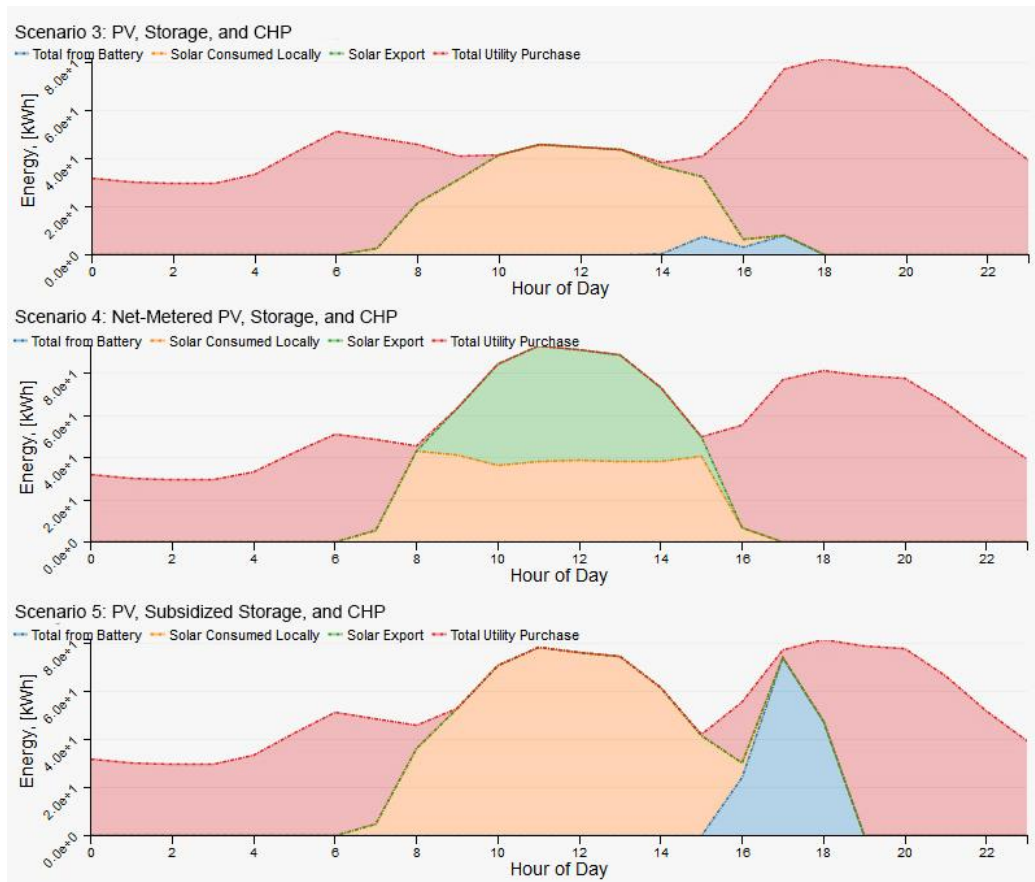 Scenario 3: PV, Storage, and CHP
Total from Battery Solar Consumed Locally Solar Export Total Utility Purchase
8.0e+1
6.0e+1
4.0e+1
2.0e+1
0.0e+0
Energy, [kWh]
0 2 4 6 8 10 12 14 16 18 20 22
Hour of Day
Scenario 4: Net-Metered PV, Storage, and CHP
Total from Battery Solar Consumed Locally Solar Export Total Utility Purchase
8.0e+1
6.0e+1
4.0e+1
2.0e+1
0.0e+0
Energy, [kWh]
0 2 4 6 8 10 12 14 16 18 20 22
Hour of Day
Scenario 5: PV, Subsidized Storage, and CHP
Total from Battery Solar Consumed Locally Solar Export Total Utility Purchase
8.0e+1
6.0e+1
4.0e+1
2.0e+1
0.0e+0
Energy, [kWh]
0 2 4 6 8 10 12 14 16 18 20 22
Hour of Day